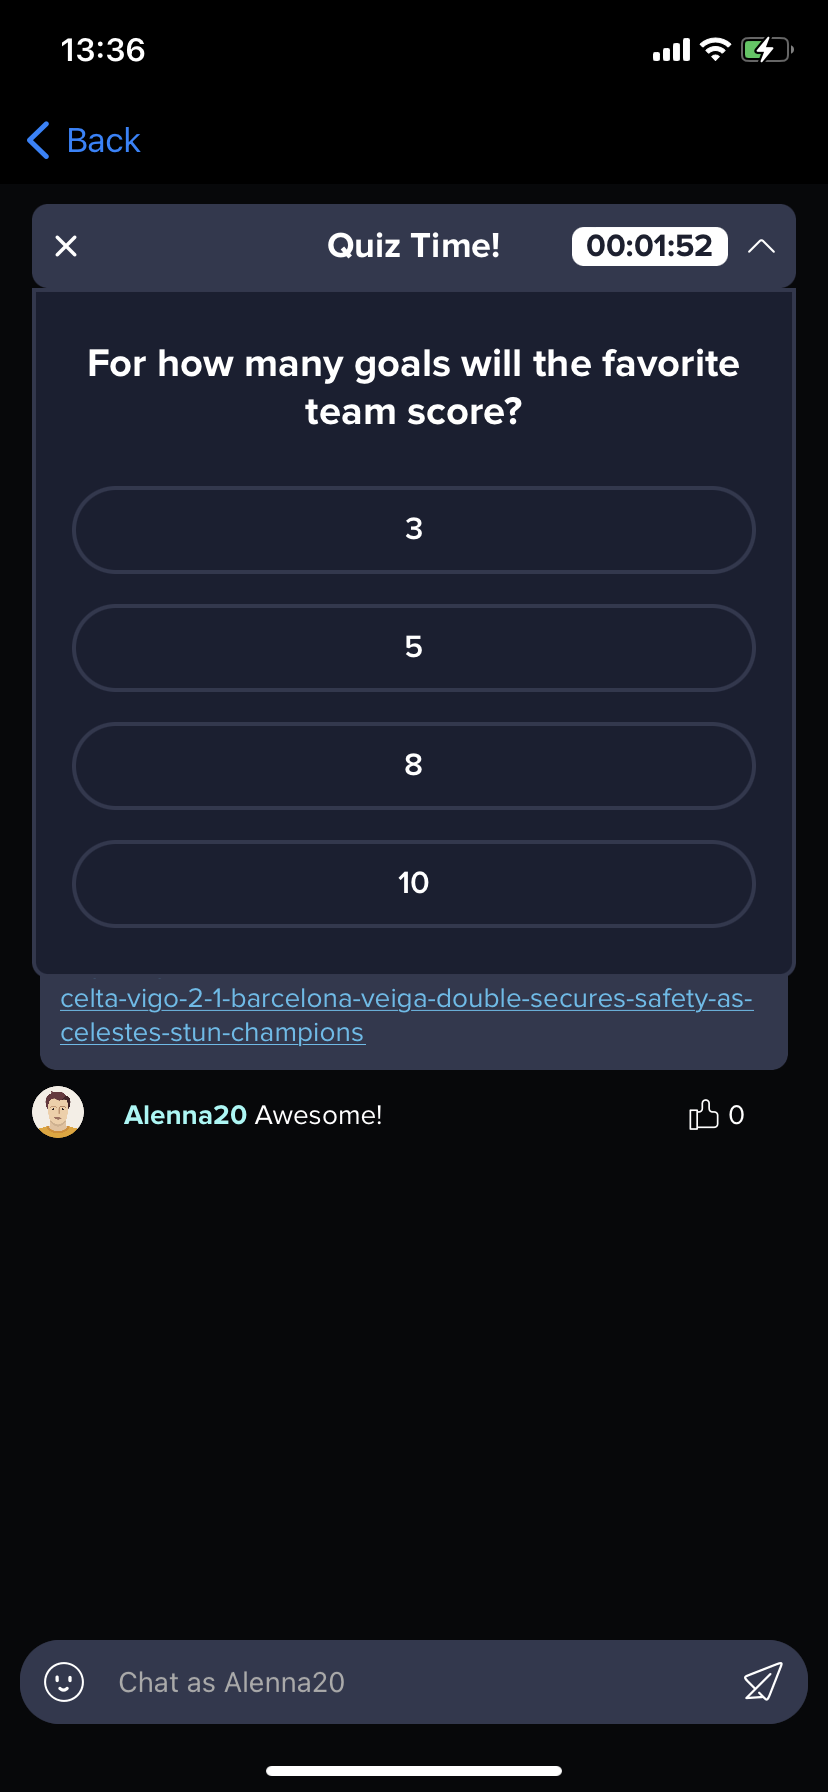 13:36
Back
Quiz Time!
00:01:52
For how many goals will the favorite
team score?
3
5
8
10
celta-vigo-2-1-barcelona-veiga-double-secures-safety-as-
celestes-stun-champions
Alenna20 Awesome!
0
Chat as Alenna20